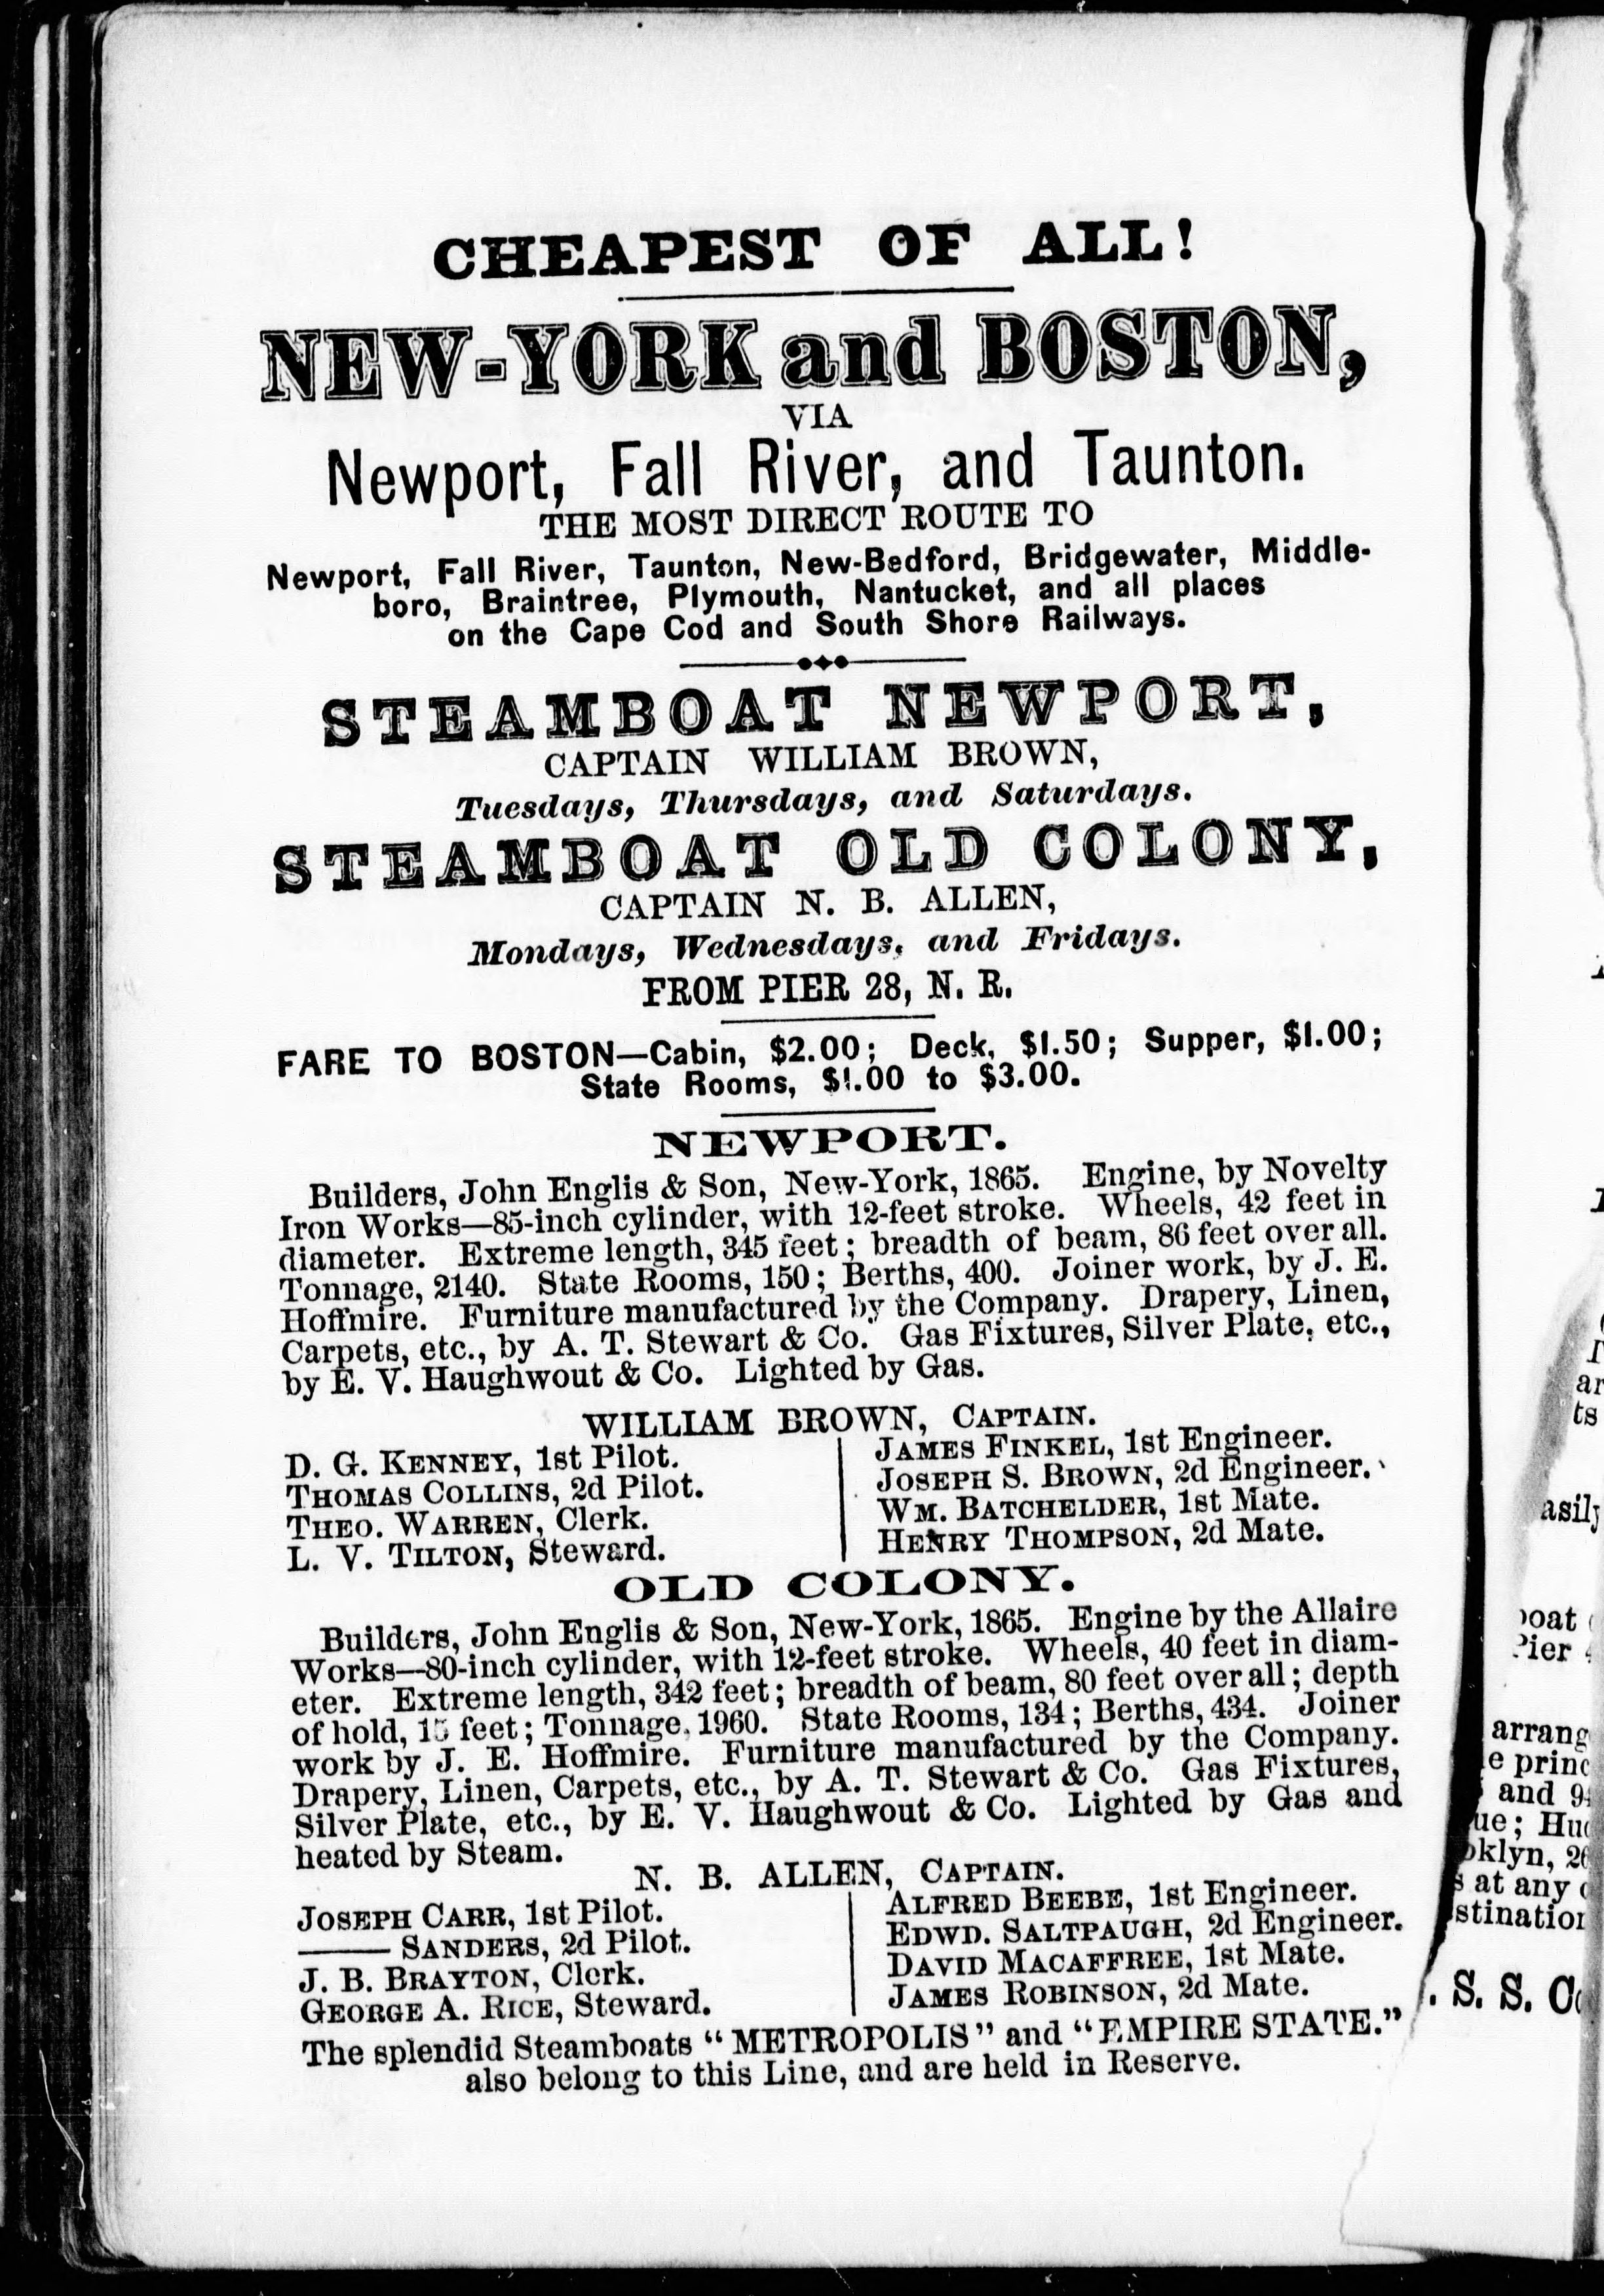 CHEAPEST OF ALL!
NEW-YORK and BOSTON,
VIA
Newport, Fall River, and Taunton.
THE MOST DIRECT ROUTE TO
Newport, Fall River, Taunton, New-Bedford, Bridgewater, Middle-
boro, Braintree, Plymouth, Nantucket, and all places
on the Cape Cod and South Shore Railways.
STEAMBOAT NEWPORT,
CAPTAIN WILLIAM BROWN,
Tuesdays, Thursdays, and Saturdays.
STEAMBOAT OLD COLONY,
CAPTAIN N. B. ALLEN,
Mondays, Wednesdays, and Fridays.
FROM PIER 28, N. R.
FARE TO BOSTON—Cabin, $2.00; Deck, $1.50; Supper, $1.00;
State Rooms, $1.00 to $3.00.
NEWPORT.
Builders, John Englis & Son, New-York, 1865. Engine, by Novelty
Iron Works—85-inch cylinder, with 12-feet stroke. Wheels, 42 feet in
diameter. Extreme length, 345 feet; breadth of beam, 86 feet over all.
Tonnage, 2140. State Rooms, 150; Berths, 400. Joiner work, by J. E.
Hoffmire. Furniture manufactured by the Company. Drapery, Linen,
Carpets, etc., by A. T. Stewart & Co. Gas Fixtures, Silver Plate, etc.,
by E. V. Haughwout & Co. Lighted by Gas.
WILLIAM BROWN, CAPTAIN.
D. G. KENNEY, 1st Pilot.
THOMAS COLLINS, 2d Pilot.
THEO. WARREN, Clerk.
L. V. TILTON, Steward.
JAMES FINKEL, 1st Engineer.
JOSEPH S. BROWN, 2d Engineer.
WM. BATCHELDER, 1st Mate.
HENRY THOMPSON, 2d Mate.
OLD COLONY.
Builders, John Englis & Son, New-York, 1865. Engine by the Allaire
Works—80-inch cylinder, with 12-feet stroke. Wheels, 40 feet in diam-
eter. Extreme length, 342 feet; breadth of beam, 80 feet over all; depth
of hold, 15 feet; Tonnage, 1960. State Rooms, 134; Berths, 434. Joiner
work by J. E. Hoffmire. Furniture manufactured by the Company.
Drapery, Linen, Carpets, etc., by A. T. Stewart & Co. Gas Fixtures,
Silver Plate, etc., by E. V. Haughwout & Co. Lighted by Gas and
heated by Steam.
N. B. ALLEN, CAPTAIN.
JOSEPH CARR, 1st Pilot.
—— SANDERS, 2d Pilot.
J. B. BRAYTON, Clerk.
GEORGE A. RICE, Steward.
ALFRED BEEBE, 1st Engineer.
EDWD. SALTPAUGH, 2d Engineer.
DAVID MACAFFREE, 1st Mate.
JAMES ROBINSON, 2d Mate.
The splendid Steamboats "METROPOLIS" and "EMPIRE STATE."
also belong to this Line, and are held in Reserve.
and
at any
S. S.